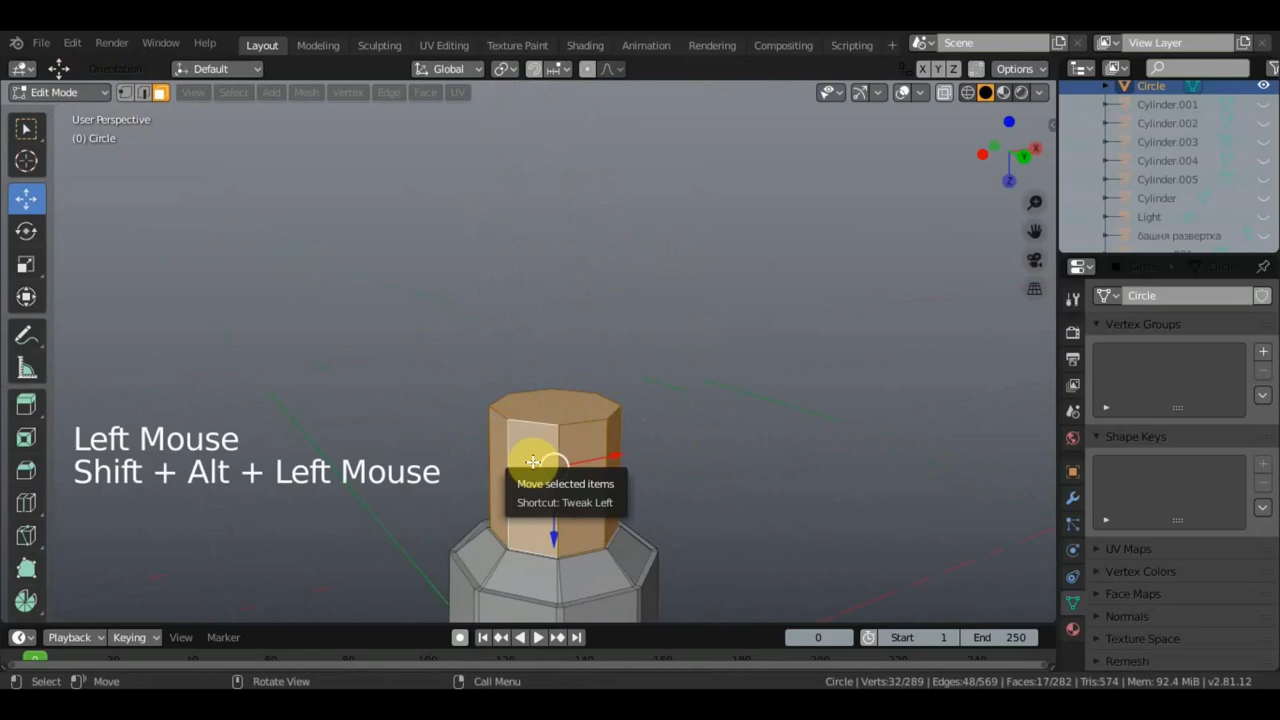 File Edit Render Window Help Layout Modeling Sculpting UV Editing Texture Paint Shading Animation Rendering Compositing Scripting + Scene View Layer
Orientation: Default Global X Y Z Options
Edit Mode View Select Add Mesh Vertex Edge Face UV
User Perspective
(0) Circle
X
Y
Z
Circle
Cylinder.001
Cylinder.002
Cylinder.003
Cylinder.004
Cylinder.005
Cylinder
Light
башня развертка
Circle
Vertex Groups
Shape Keys
UV Maps
Vertex Colors
Face Maps
Normals
Texture Space
Remesh
Left Mouse
Shift + Alt + Left Mouse
Move selected items
Shortcut: Tweak Left
Playback Keying View Marker 0 Start 1 End 250
0
Select Move Rotate View Call Menu Circle | Verts:32/289 | Edges:48/569 | Faces:17/282 | Tris:574 | Mem: 92.4 MiB | v2.81.12